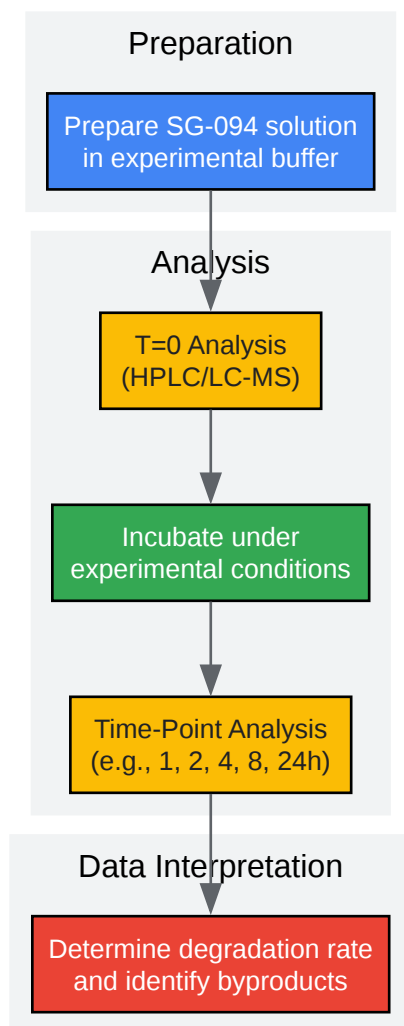 Preparation
Prepare SG-094 solution
in experimental buffer
Analysis
T=0 Analysis
(HPLC/LC-MS)
Incubate under
experimental conditions
Time-Point Analysis
(e.g., 1, 2, 4, 8, 24h)
Data Interpretation
Determine degradation rate
and identify byproducts